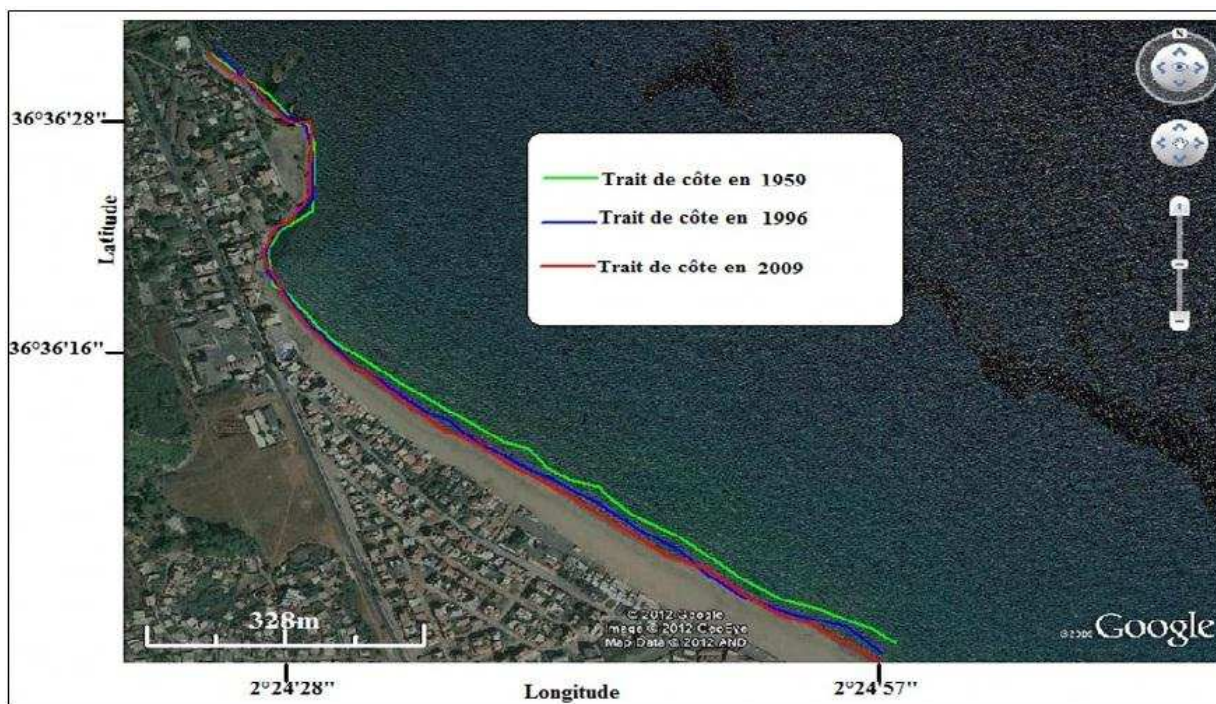 N
36°36'28"
Trait de côte en 1959
Trait de côte en 1996
Trait de côte en 2009
Latitude
36°36'16"
328m
© 2012 Google
Image © 2012 GeoEye
Map Data © 2012 AND
Google
2°24'28"
Longitude
2°24'57"